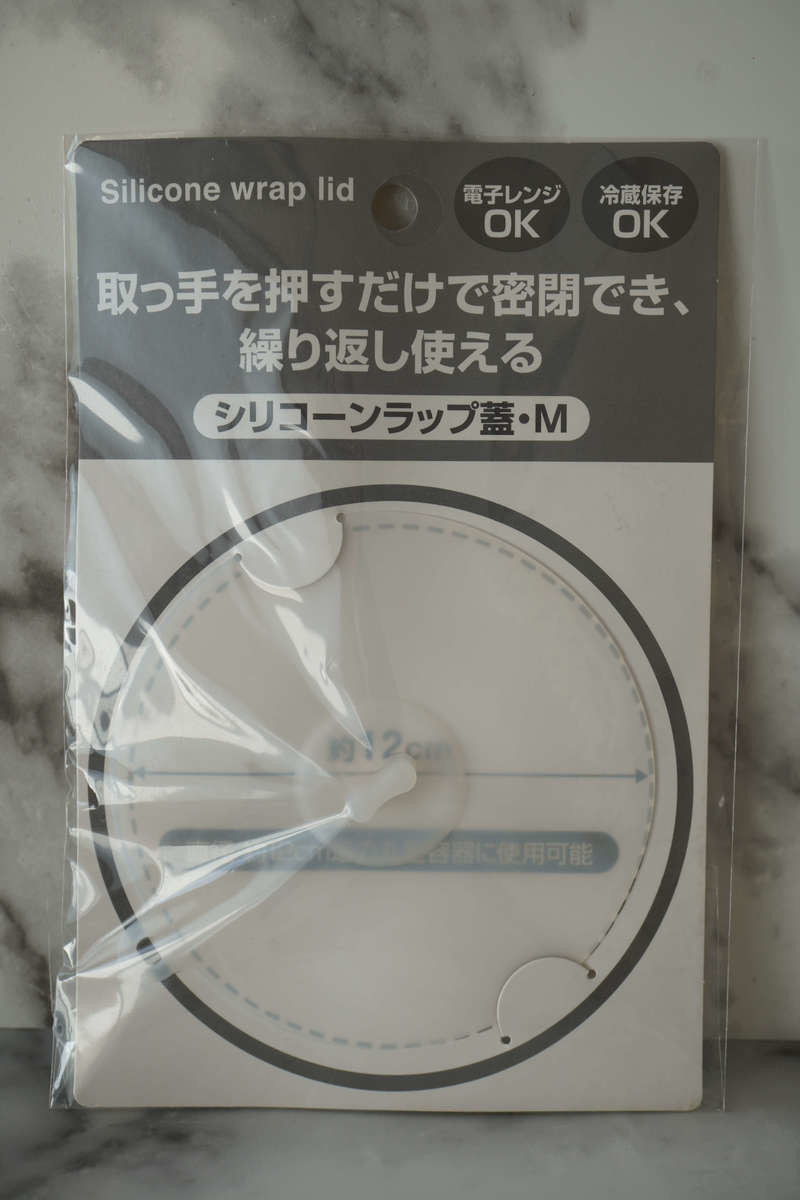 Silicone wrap lid
電子レンジ
OK
冷蔵保存
OK
取っ手を押すだけで密閉でき、
繰り返し使える
シリコーンラップ蓋・M
約12cm
容器に使用可能